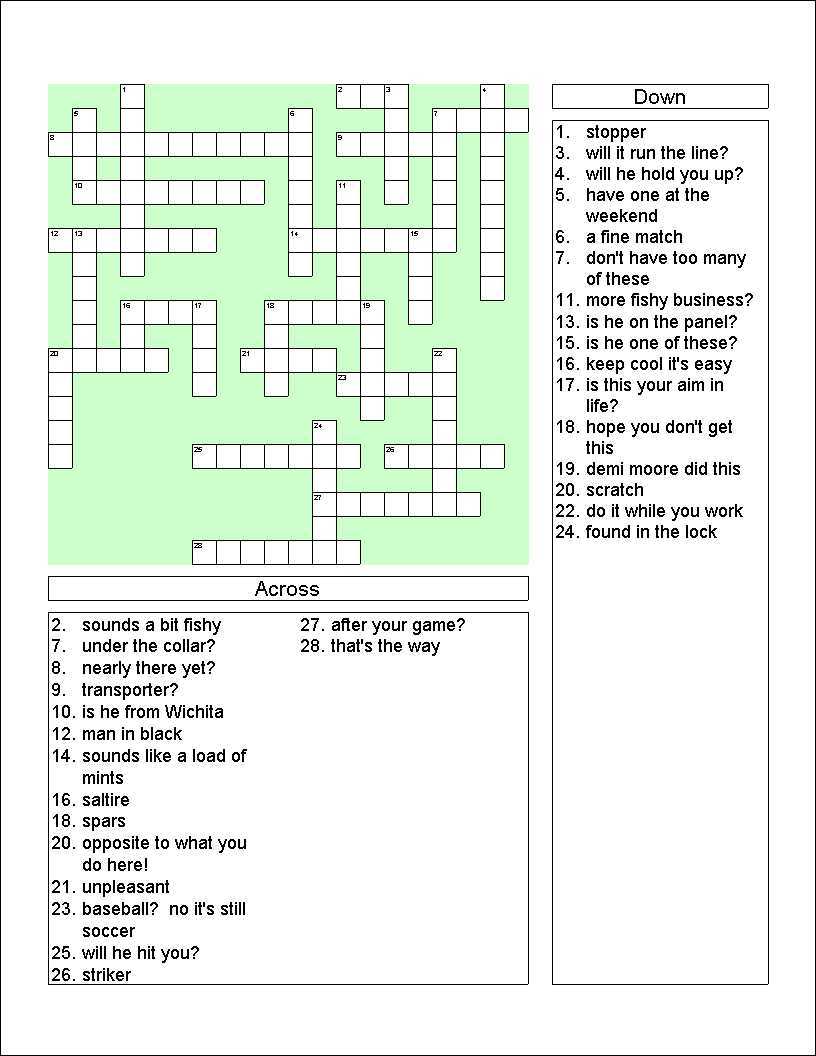 1
2
3
4
5
6
7
8
9
10
11
12
13
14
15
16
17
18
19
20
21
22
23
24
25
26
27
28
Down
1. stopper
3. will it run the line?
4. will he hold you up?
5. have one at the
weekend
6. a fine match
7. don't have too many
of these
11. more fishy business?
13. is he on the panel?
15. is he one of these?
16. keep cool it's easy
17. is this your aim in
life?
18. hope you don't get
this
19. demi moore did this
20. scratch
22. do it while you work
24. found in the lock
Across
2. sounds a bit fishy
7. under the collar?
8. nearly there yet?
9. transporter?
10. is he from Wichita
12. man in black
14. sounds like a load of
mints
16. saltire
18. spars
20. opposite to what you
do here!
21. unpleasant
23. baseball? no it's still
soccer
25. will he hit you?
26. striker
27. after your game?
28. that's the way